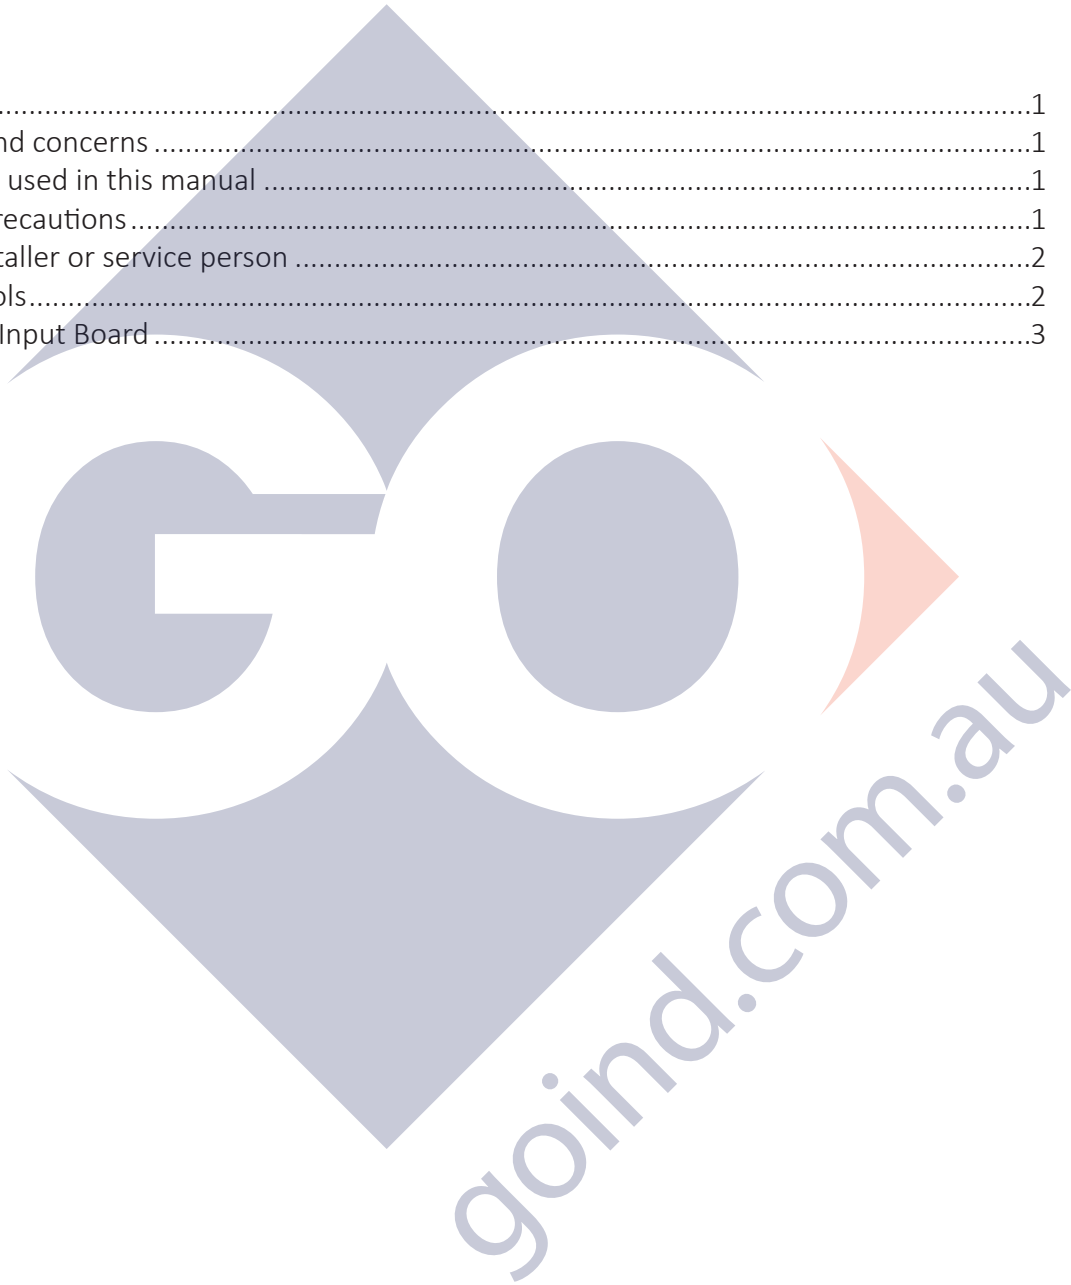 ........1
nd concerns ........1
used in this manual ........1
recautions ........1
taller or service person ........2
ols ........2
Input Board ........3
GO
goind.com.au